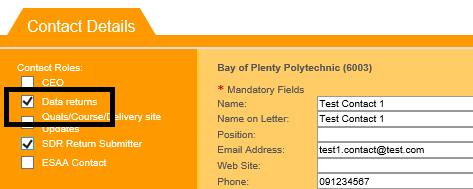 Contact Details
Contact Roles:
CEO
Data returns
Quals/Course/Delivery site
Updates
SDR Return Submitter
ESAA Contact
Bay of Plenty Polytechnic (6003)
* Mandatory Fields
Name: Test Contact 1
Name on Letter: Test Contact 1
Position:
Email Address: test1.contact@test.com
Web Site:
Phone: 091234567